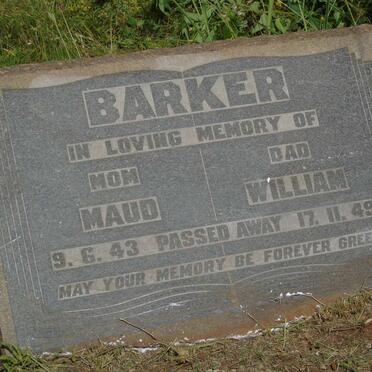 BARKER
IN LOVING MEMORY OF
MOM DAD
MAUD WILLIAM
9. 6. 43 PASSED AWAY 17. 11. 49
MAY YOUR MEMORY BE FOREVER GREE